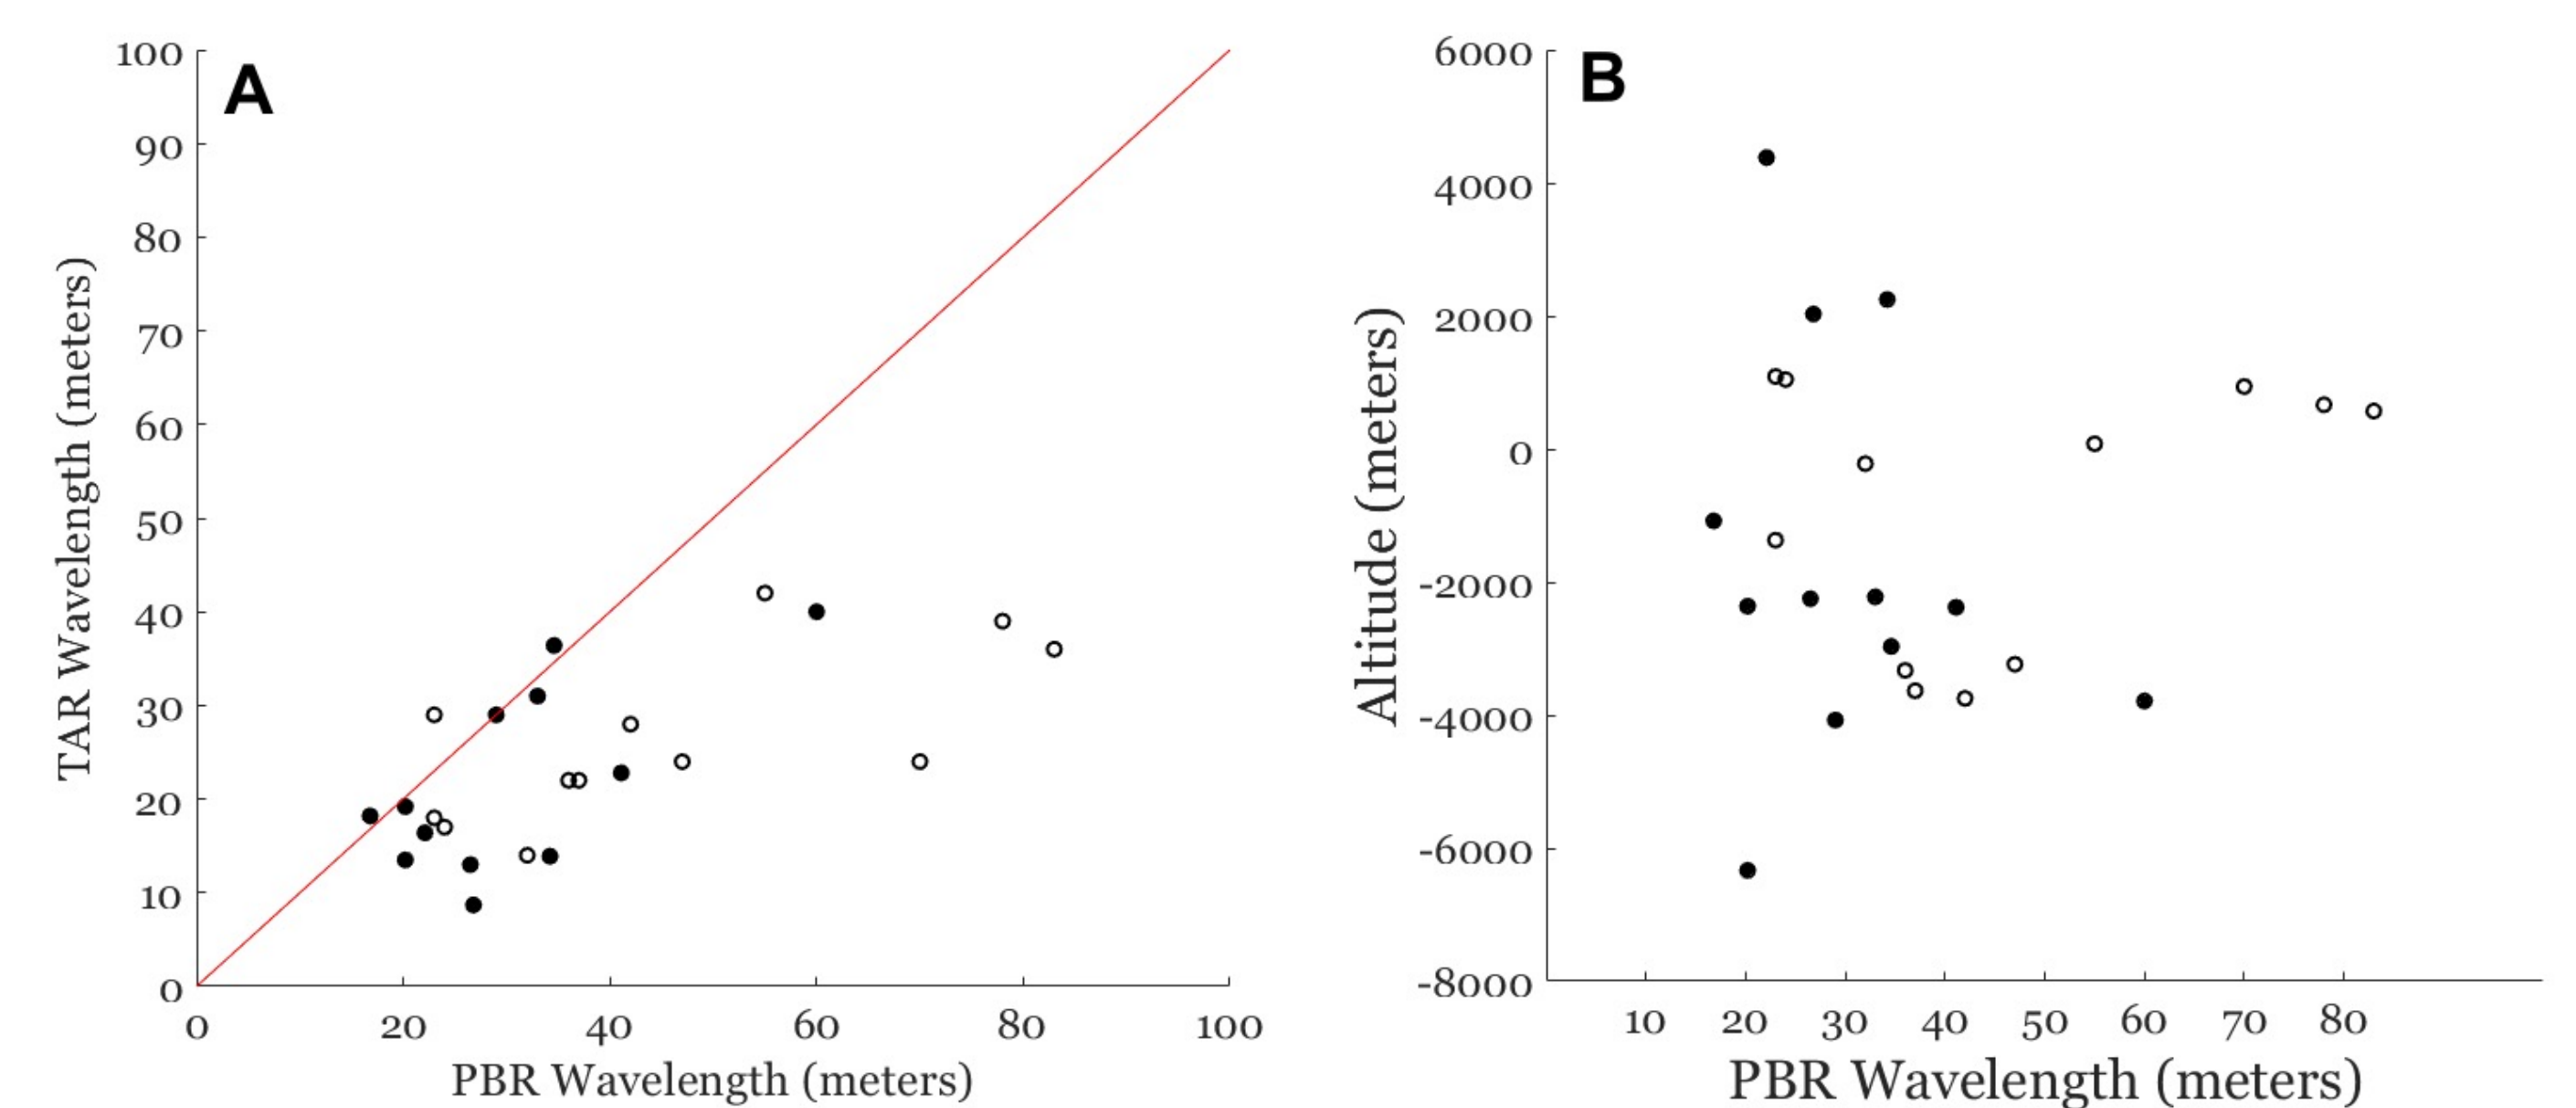 A
100
90
80
70
60
50
40
30
20
10
0
TAR Wavelength (meters)
0 20 40 60 80 100
PBR Wavelength (meters)
B
6000
4000
2000
0
-2000
-4000
-6000
-8000
Altitude (meters)
10 20 30 40 50 60 70 80
PBR Wavelength (meters)